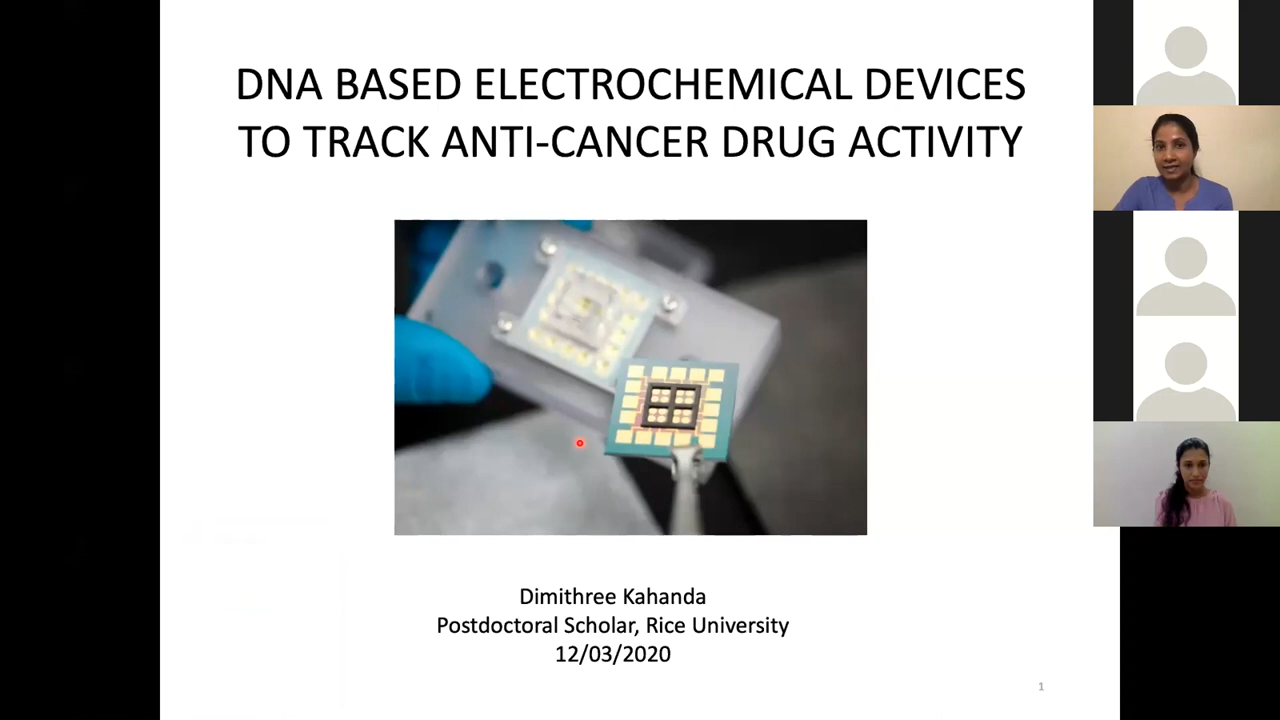 DNA BASED ELECTROCHEMICAL DEVICES
TO TRACK ANTI-CANCER DRUG ACTIVITY
Dimithree Kahanda
Postdoctoral Scholar, Rice University
12/03/2020
1